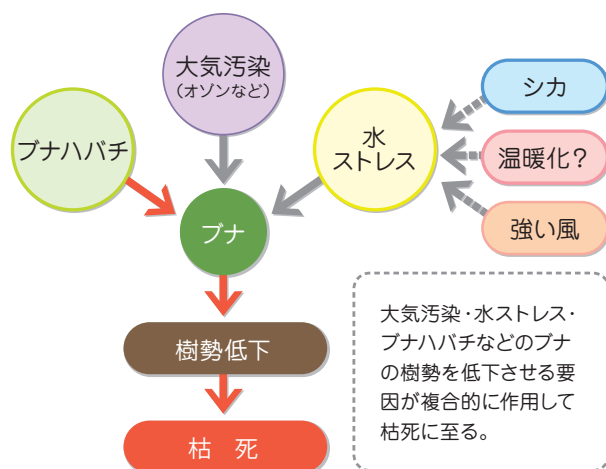 大気汚染
（オゾンなど）
ブナハバチ
水
ストレス
シカ
温暖化？
強い風
ブナ
樹勢低下
枯 死
大気汚染・水ストレス・
ブナハバチなどのブナ
の樹勢を低下させる要
因が複合的に作用して
枯死に至る。